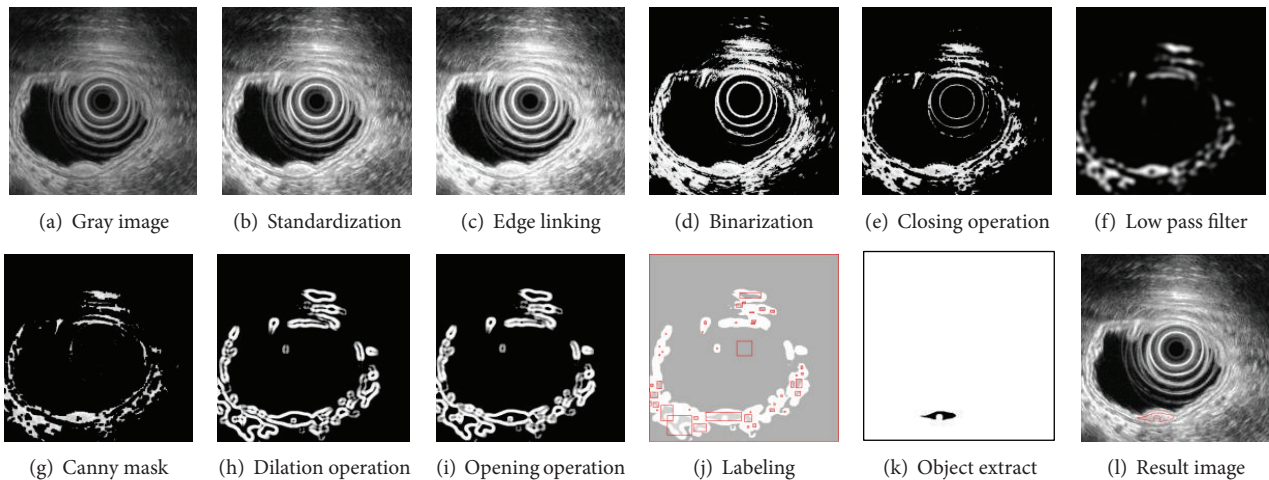 (a) Gray image
(b) Standardization
(c) Edge linking
(d) Binarization
(e) Closing operation
(f) Low pass filter
(g) Canny mask
(h) Dilation operation
(i) Opening operation
(j) Labeling
(k) Object extract
(l) Result image